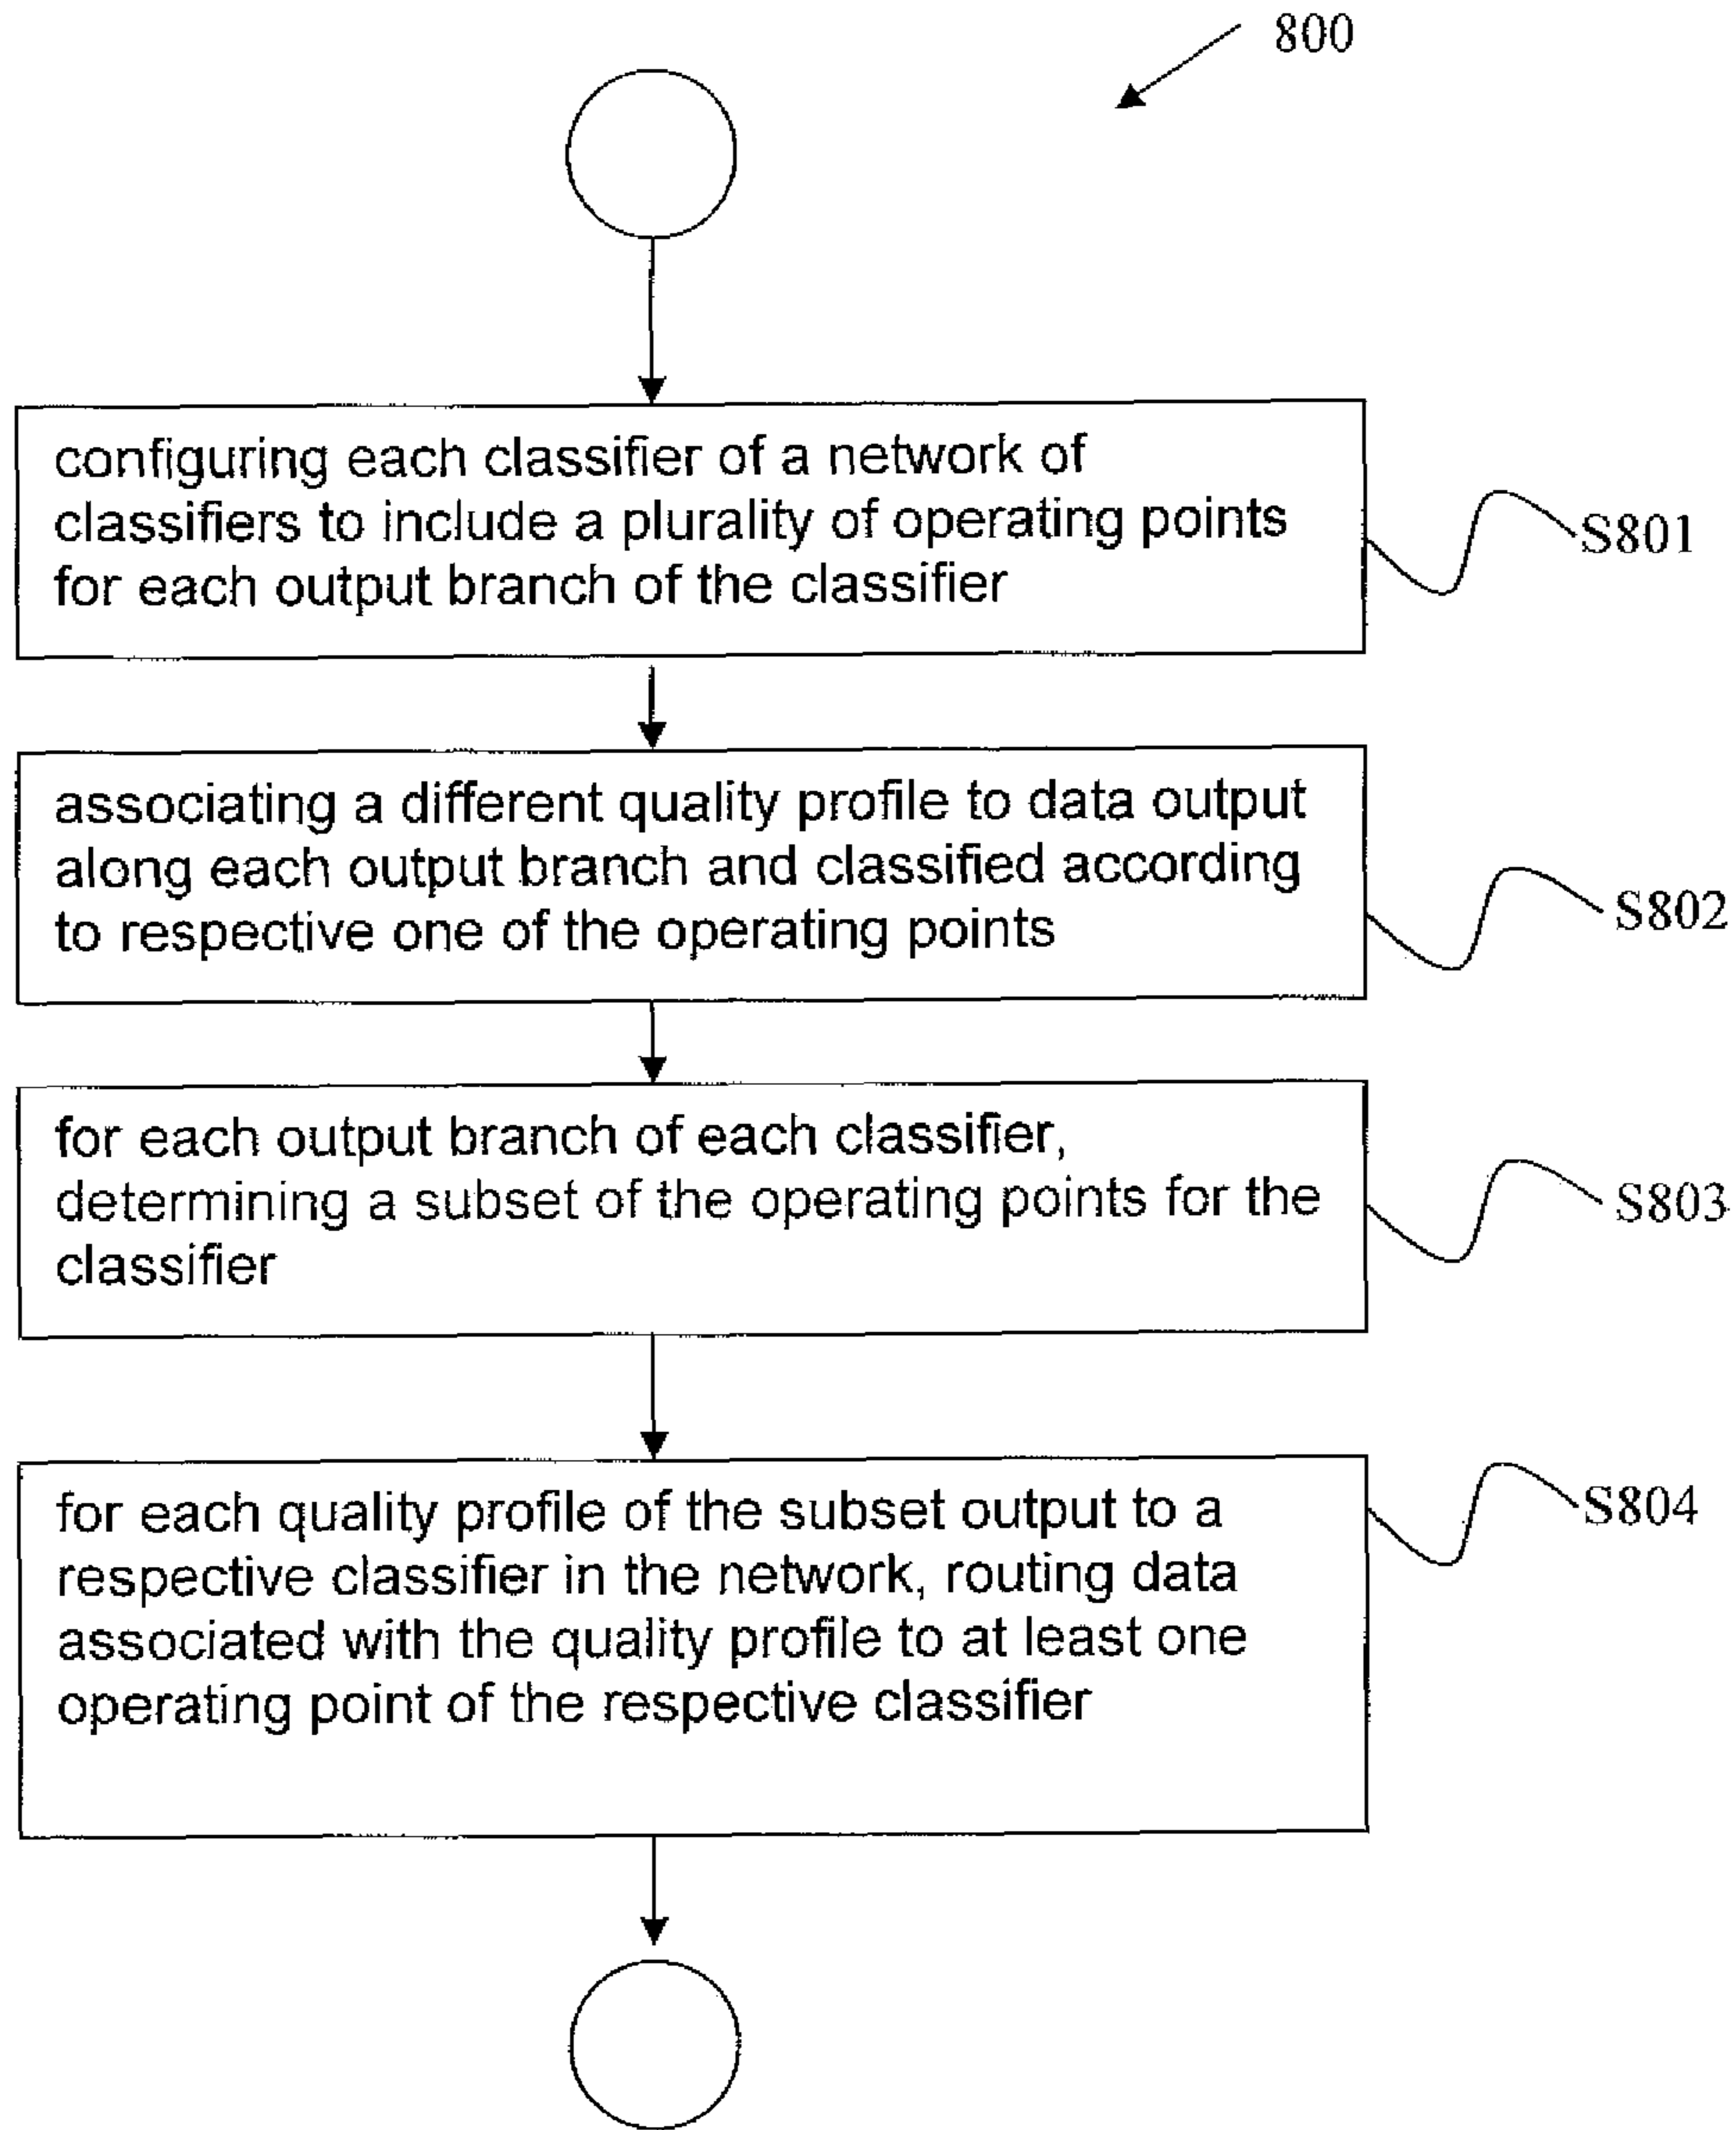 800
configuring each classifier of a network of
classifiers to include a plurality of operating points
for each output branch of the classifier
S801
associating a different quality profile to data output
along each output branch and classified according
to respective one of the operating points
S802
for each output branch of each classifier,
determining a subset of the operating points for the
classifier
S803
for each quality profile of the subset output to a
respective classifier in the network, routing data
associated with the quality profile to at least one
operating point of the respective classifier
S804